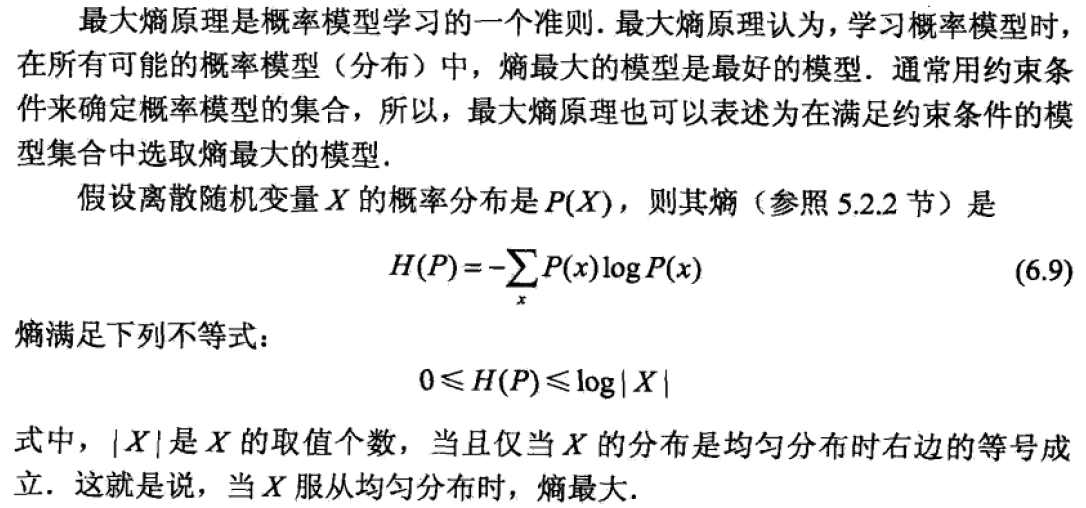 最大熵原理是概率模型学习的一个准则. 最大熵原理认为,学习概率模型时,
在所有可能的概率模型（分布）中，熵最大的模型是最好的模型. 通常用约束条
件来确定概率模型的集合，所以，最大熵原理也可以表述为在满足约束条件的模
型集合中选取熵最大的模型.
假设离散随机变量 X 的概率分布是 P(X)，则其熵（参照 5.2.2 节）是
H(P) = -∑ₓ P(x) log P(x) (6.9)
熵满足下列不等式：
0 ≤ H(P) ≤ log | X |
式中，| X | 是 X 的取值个数，当且仅当 X 的分布是均匀分布时右边的等号成
立. 这就是说，当 X 服从均匀分布时，熵最大.